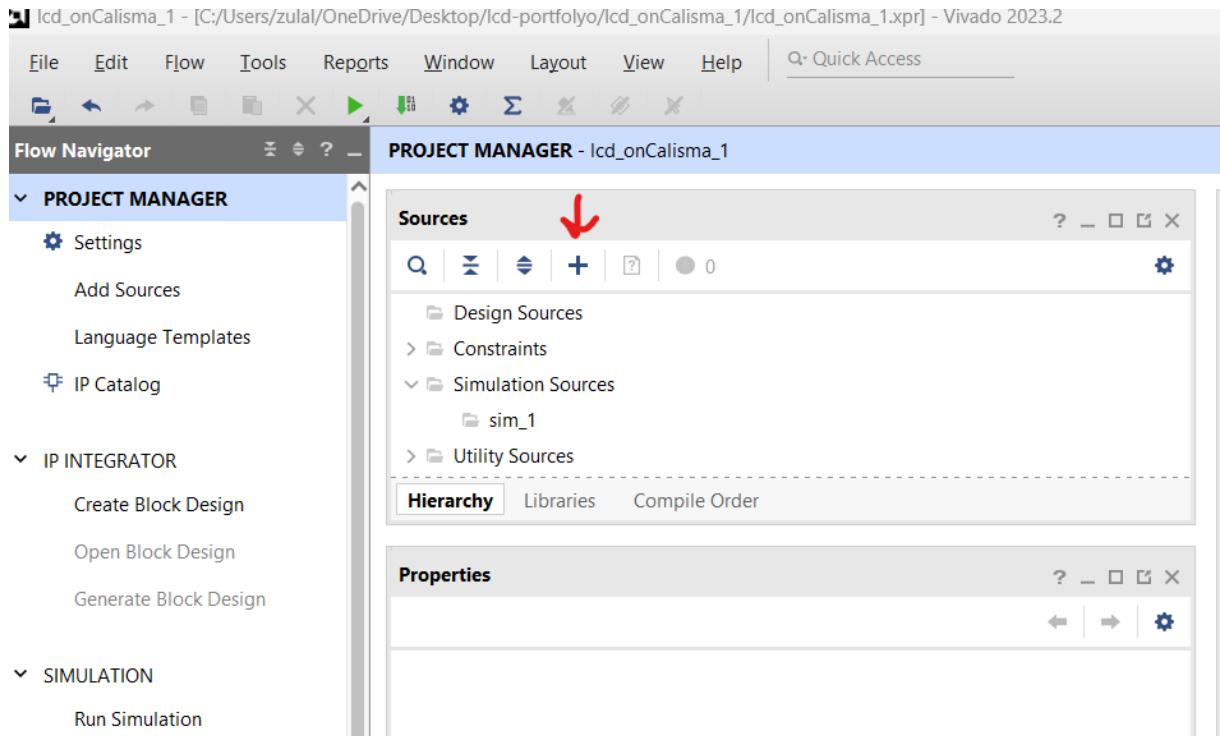 lcd_onCalisma_1 - [C:/Users/zulal/OneDrive/Desktop/lcd-portfolyo/lcd_onCalisma_1/lcd_onCalisma_1.xpr] - Vivado 2023.2
File Edit Flow Tools Reports Window Layout View Help Quick Access
Flow Navigator
PROJECT MANAGER
Settings
Add Sources
Language Templates
IP Catalog
IP INTEGRATOR
Create Block Design
Open Block Design
Generate Block Design
SIMULATION
Run Simulation
PROJECT MANAGER - lcd_onCalisma_1
Sources
0
Design Sources
Constraints
Simulation Sources
sim_1
Utility Sources
Hierarchy Libraries Compile Order
Properties